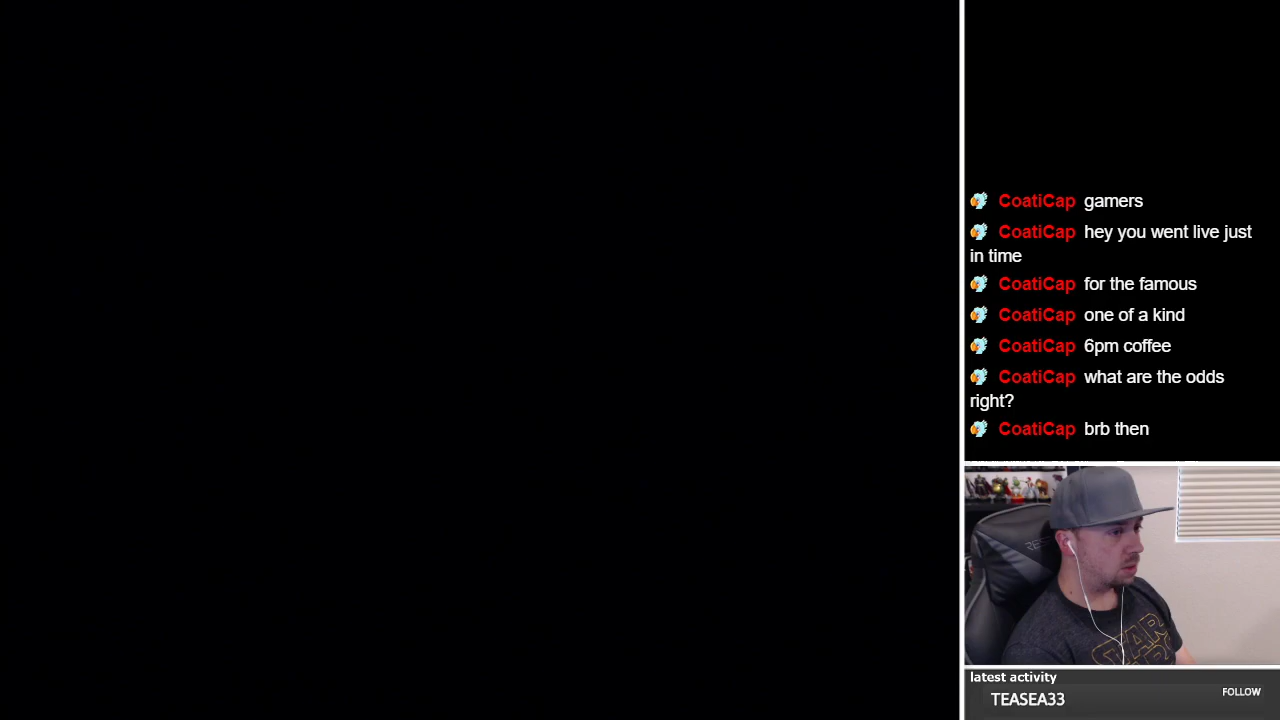 CoatiCap gamers
CoatiCap hey you went live just
in time
CoatiCap for the famous
CoatiCap one of a kind
CoatiCap 6pm coffee
CoatiCap what are the odds
right?
CoatiCap brb then
STAR
latest activity
TEASEA33
FOLLOW